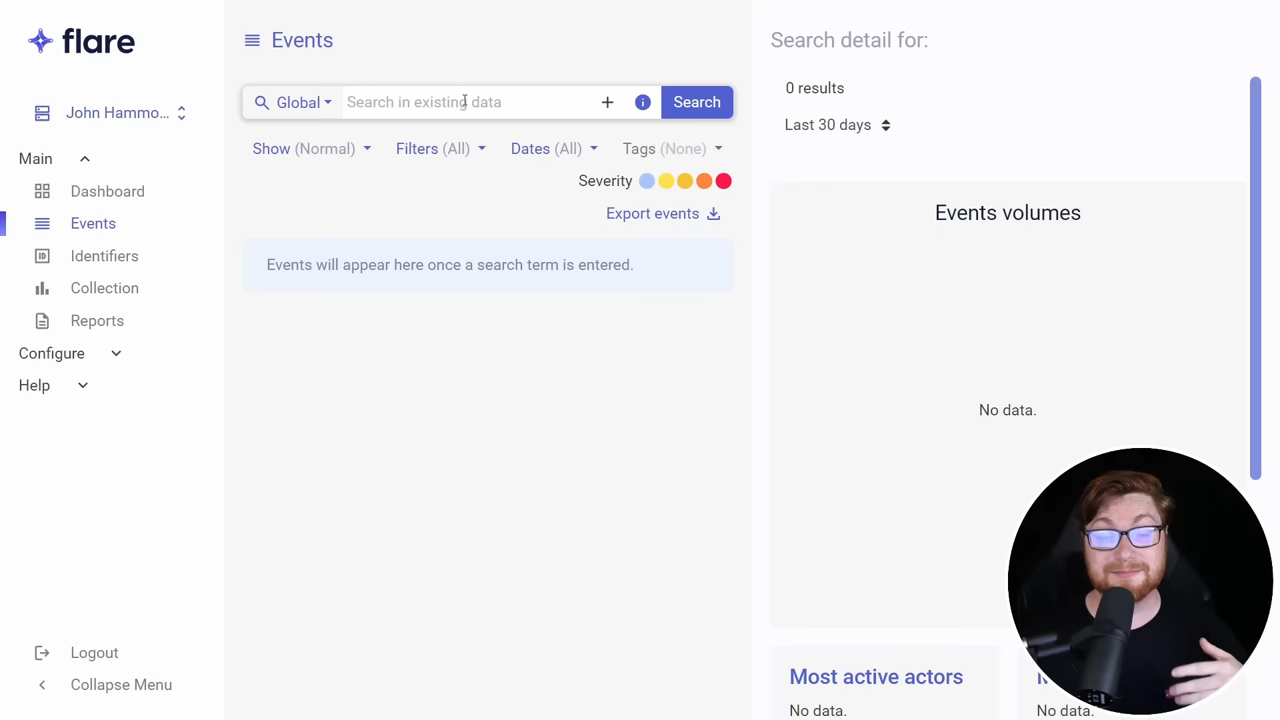 flare
John Hammo...
Main
Dashboard
Events
Identifiers
Collection
Reports
Configure
Help
Logout
Collapse Menu
Events
Global
Search in existing data
Search
Show (Normal)
Filters (All)
Dates (All)
Tags (None)
Severity
Export events
Events will appear here once a search term is entered.
Search detail for:
0 results
Last 30 days
Events volumes
No data.
Most active actors
No data.
No data.